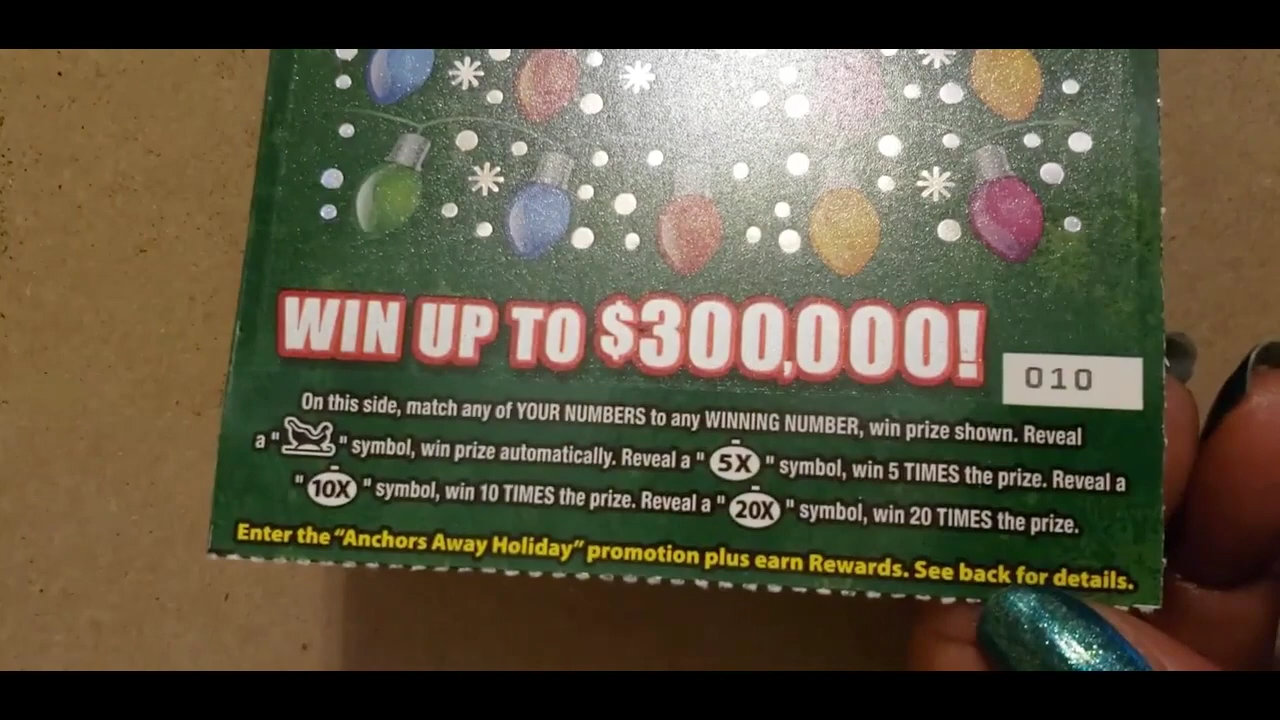 WIN UP TO $300,000!
010
On this side, match any of YOUR NUMBERS to any WINNING NUMBER, win prize shown. Reveal
a " " symbol, win prize automatically. Reveal a " 5X " symbol, win 5 TIMES the prize. Reveal a
" 10X " symbol, win 10 TIMES the prize. Reveal a " 20X " symbol, win 20 TIMES the prize.
Enter the “Anchors Away Holiday” promotion plus earn Rewards. See back for details.